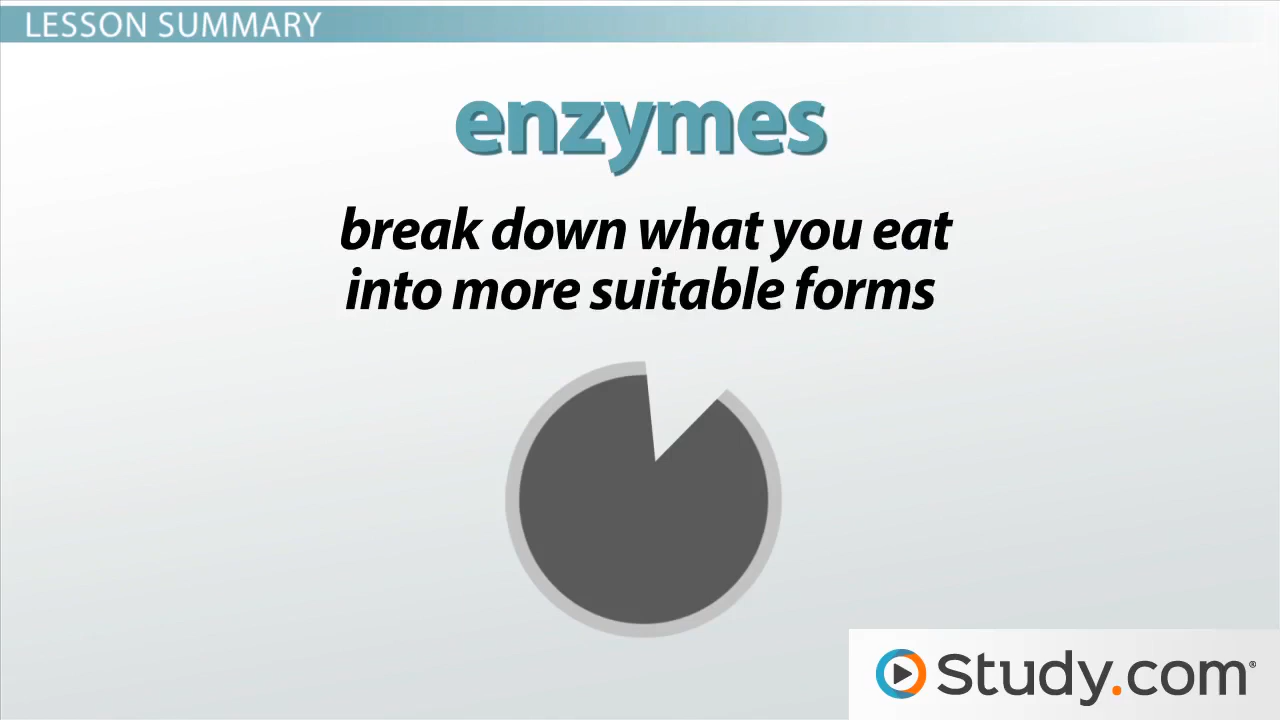 LESSON SUMMARY
enzymes
break down what you eat
into more suitable forms
Study.com®